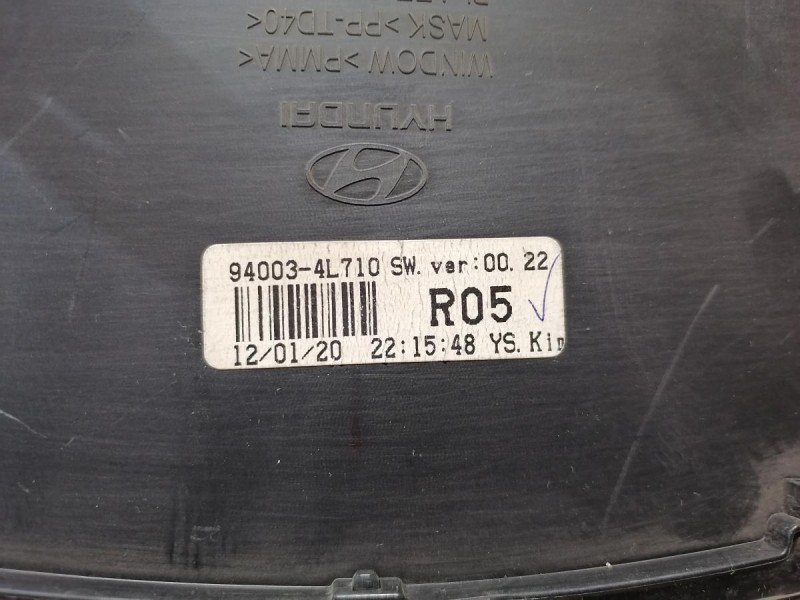 WINDOW >PMMA<
MASK >PP-TD40<
HYUNDAI
94003-4L710 SW. ver:00. 22
R05
12/01/20 22:15:48 YS. Kim